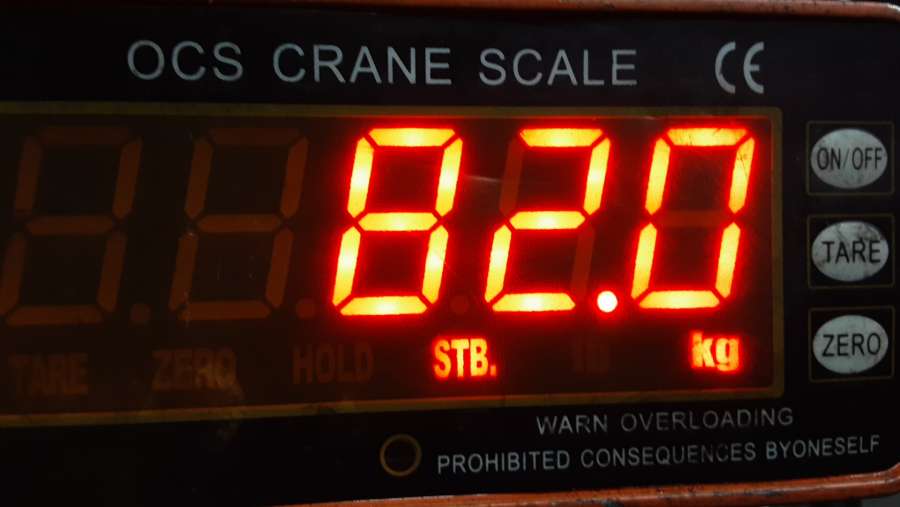 OCS CRANE SCALE CE
82.0
ON/OFF
TARE
ZERO
TARE ZERO HOLD STB. lb kg
WARN OVERLOADING
PROHIBITED CONSEQUENCES BYONESELF